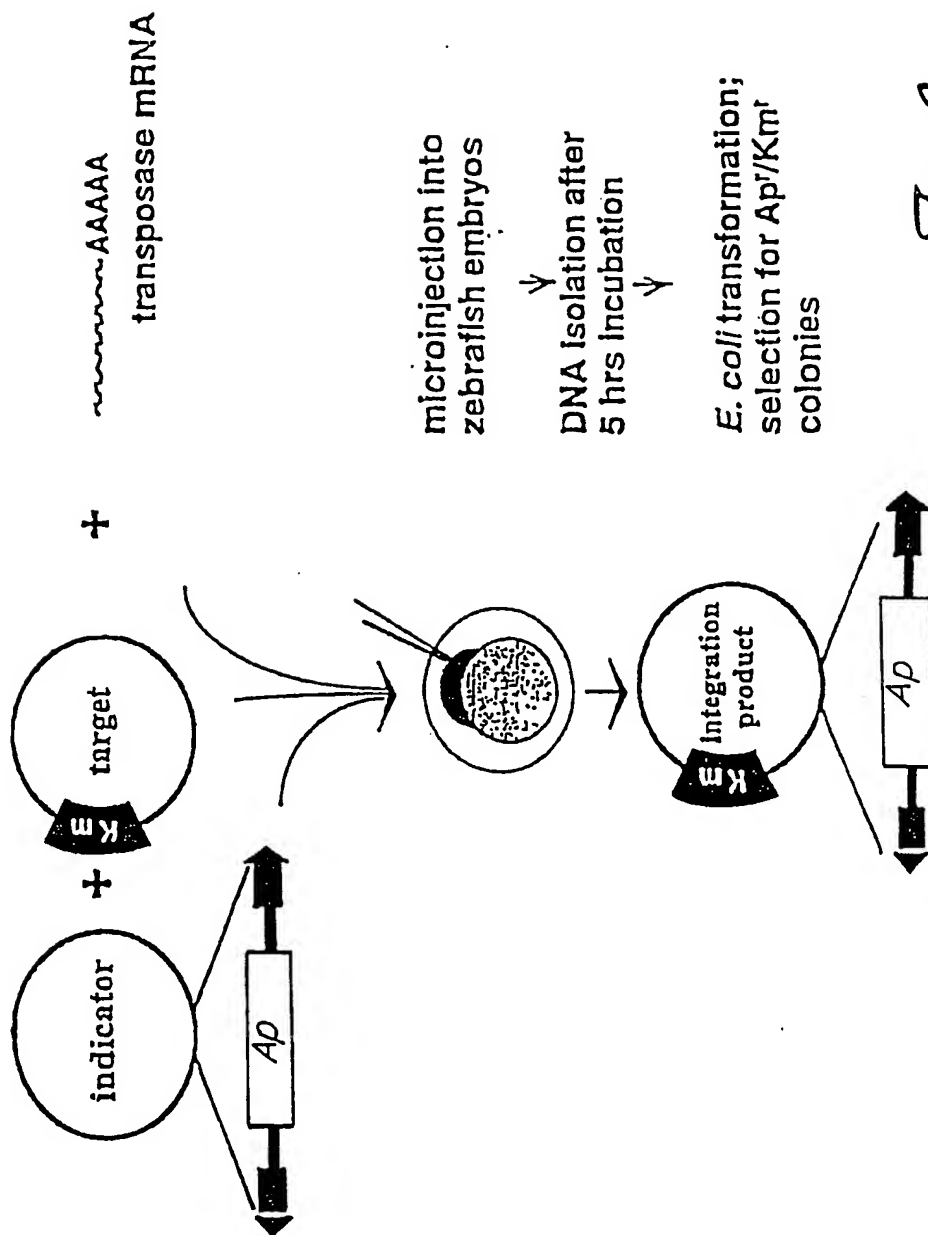 indicator
Ap
+
Km
target
+
AAAAA
transposase mRNA
microinjection into
zebrafish embryos
DNA isolation after
5 hrs incubation
E. coli transformation;
selection for Apʳ/Kmʳ
colonies
Km
Integration
product
Ap